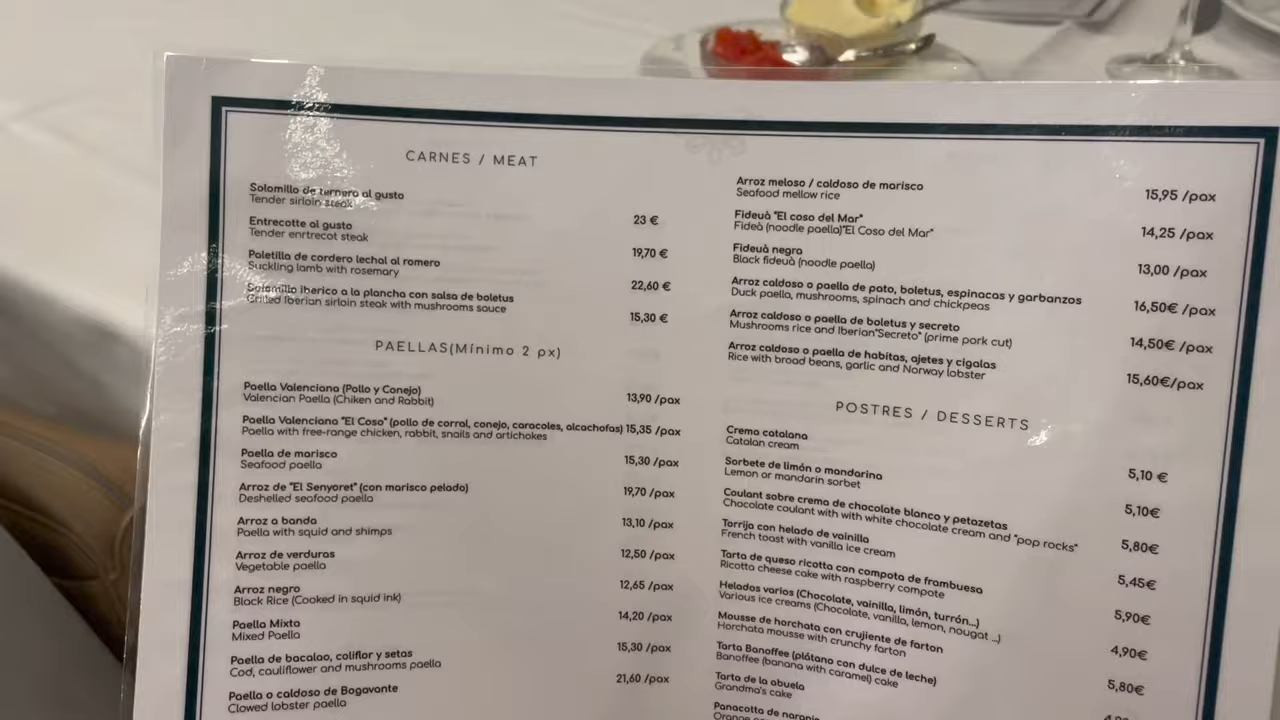 CARNES / MEAT
Solomillo de ternera al gusto
Tender sirloin steak
23 €
Entrecotte al gusto
Tender enrtrecot steak
19,70 €
Paletilla de cordero lechal al romero
Suckling lamb with rosemary
22,60 €
Solomillo iberico a la plancha con salsa de boletus
Grilled Iberian sirloin steak with mushrooms sauce
15,30 €
PAELLAS(Mínimo 2 px)
Paella Valenciana (Pollo y Conejo)
Valencian Paella (Chiken and Rabbit)
13,90 /pax
Paella Valenciana "El Coso" (pollo de corral, conejo, caracoles, alcachofas) 15,35 /pax
Paella with free-range chicken, rabbit, snails and artichokes
Paella de marisco
Seafood paella
15,30 /pax
Arroz de "El Senyoret" (con marisco pelado)
Deshelled seafood paella
19,70 /pax
Arroz a banda
Paella with squid and shimps
13,10 /pax
Arroz de verduras
Vegetable paella
12,50 /pax
Arroz negro
Black Rice (Cooked in squid ink)
12,65 /pax
Paella Mixta
Mixed Paella
14,20 /pax
Paella de bacalao, coliflor y setas
Cod, cauliflower and mushrooms paella
15,30 /pax
Paella o caldoso de Bogavante
Clowed lobster paella
21,60 /pax
Arroz meloso / caldoso de marisco
Seafood mellow rice
15,95 /pax
Fideuà "El coso del Mar"
Fideà (noodle paella)"El Coso del Mar"
14,25 /pax
Fideuà negra
Black fideuà (noodle paella)
13,00 /pax
Arroz caldoso o paella de pato, boletus, espinacas y garbanzos
Duck paella, mushrooms, spinach and chickpeas
16,50€ /pax
Arroz caldoso o paella de boletus y secreto
Mushrooms rice and Iberian"Secreto" (prime pork cut)
14,50€ /pax
Arroz caldoso o paella de habitas, ajetes y cigalas
Rice with broad beans, garlic and Norway lobster
15,60€/pax
POSTRES / DESSERTS
Crema catalana
Catalan cream
5,10 €
Sorbete de limón o mandarina
Lemon or mandarin sorbet
5,10€
Coulant sobre crema de chocolate blanco y petazetas
Chocolate coulant with with white chocolate cream and "pop rocks"
5,80€
Torrija con helado de vainilla
French toast with vanilla ice cream
5,45€
Tarta de queso ricotta con compota de frambuesa
Ricotta cheese cake with raspberry compote
5,90€
Helados varios (Chocolate, vainilla, limón, turrón...)
Various ice creams (Chocolate, vanilla, lemon, nougat ...)
4,90€
Mousse de horchata con crujiente de farton
Horchata mousse with crunchy farton
5,80€
Tarta Banoffee (plátano con dulce de leche)
Banoffee (banana with caramel) cake
Tarta de la abuela
Grandma's cake
Panacotta de